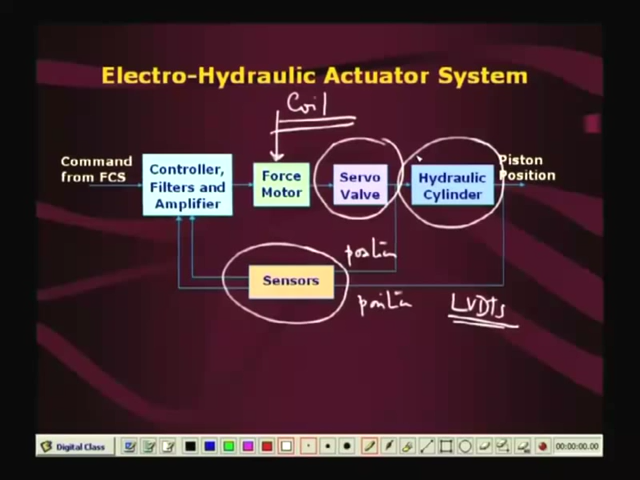 Electro-Hydraulic Actuator System
Coil
Command
from FCS
Controller,
Filters and
Amplifier
Force
Motor
Servo
Valve
Hydraulic
Cylinder
Piston
Position
Sensors
position
position
LVDTs
Digital Class
00:00:00.00